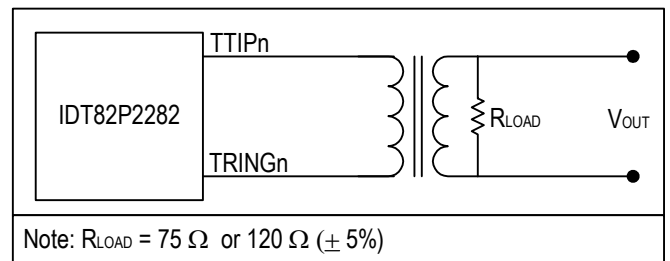 TTIPn
IDT82P2282
RLOAD
VOUT
TRINGn
Note: RLOAD = 75 Ω or 120 Ω (± 5%)